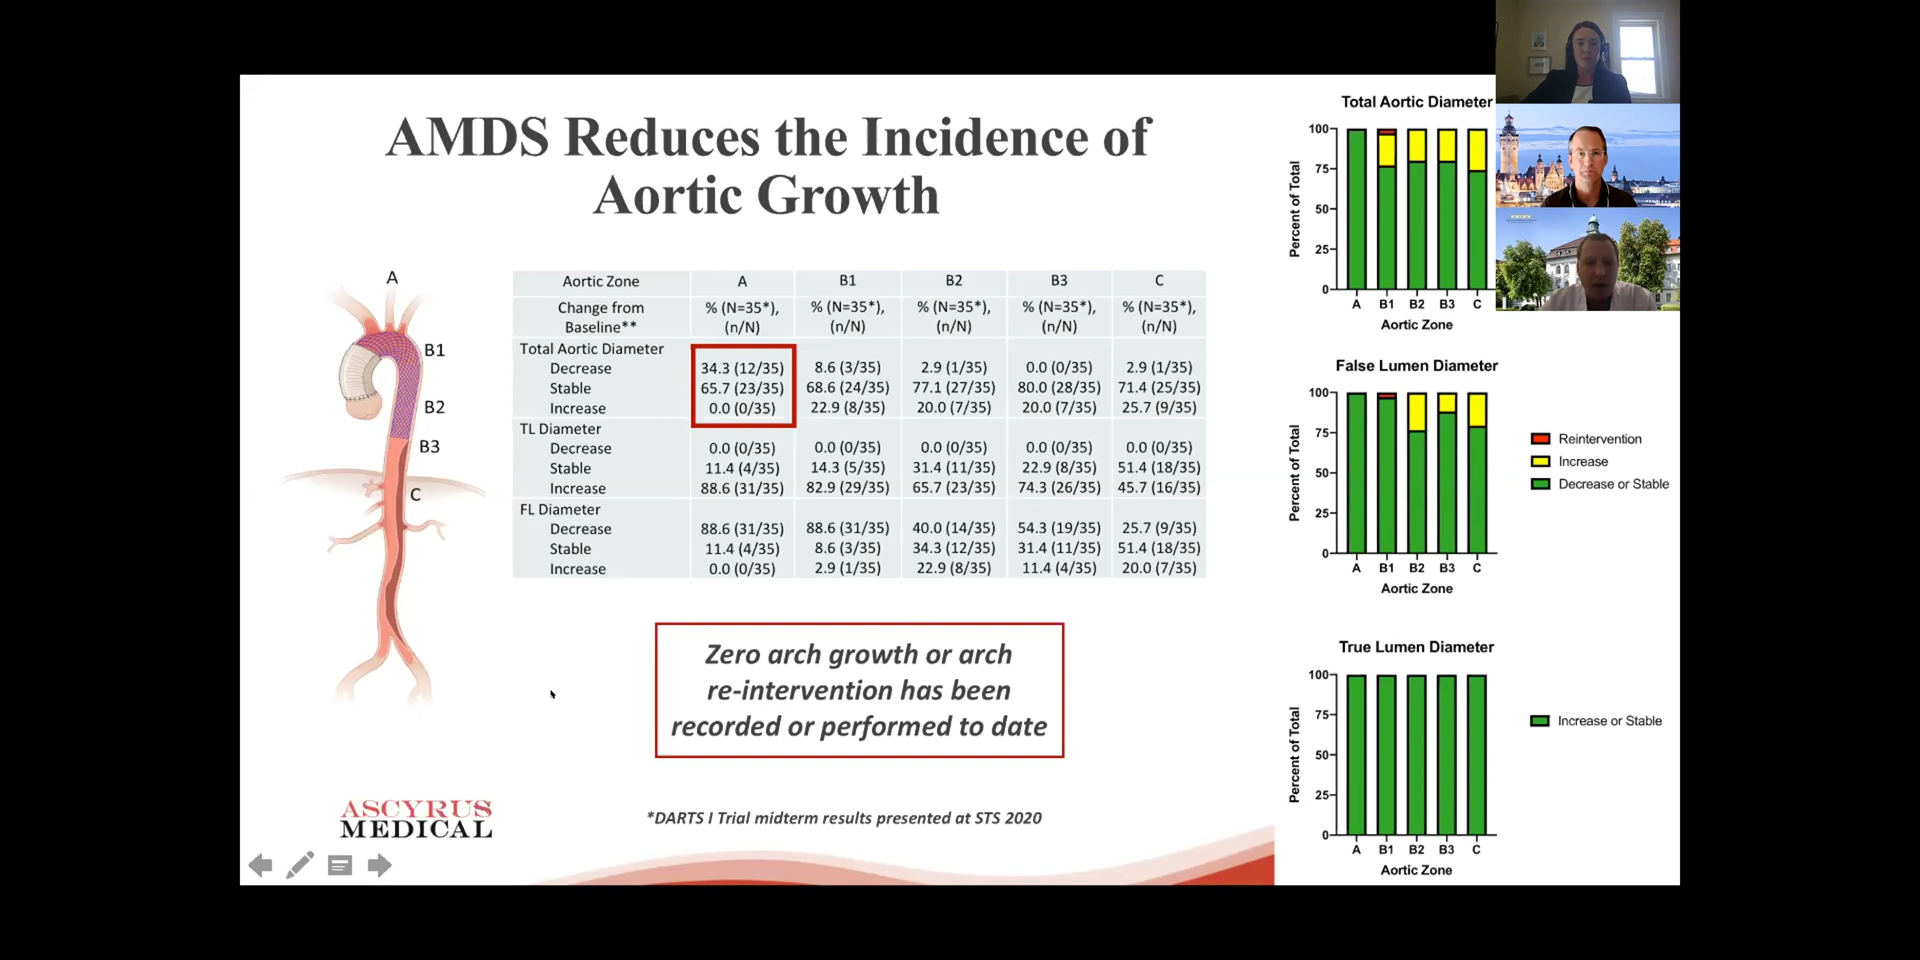 AMDS Reduces the Incidence of
Aortic Growth
A
B1
B2
B3
C
Aortic Zone A B1 B2 B3 C
Change from Baseline** % (N=35*), (n/N) % (N=35*), (n/N) % (N=35*), (n/N) % (N=35*), (n/N) % (N=35*), (n/N)
Total Aortic Diameter
Decrease 34.3 (12/35) 8.6 (3/35) 2.9 (1/35) 0.0 (0/35) 2.9 (1/35)
Stable 65.7 (23/35) 68.6 (24/35) 77.1 (27/35) 80.0 (28/35) 71.4 (25/35)
Increase 0.0 (0/35) 22.9 (8/35) 20.0 (7/35) 20.0 (7/35) 25.7 (9/35)
TL Diameter
Decrease 0.0 (0/35) 0.0 (0/35) 0.0 (0/35) 0.0 (0/35) 0.0 (0/35)
Stable 11.4 (4/35) 14.3 (5/35) 31.4 (11/35) 22.9 (8/35) 51.4 (18/35)
Increase 88.6 (31/35) 82.9 (29/35) 65.7 (23/35) 74.3 (26/35) 45.7 (16/35)
FL Diameter
Decrease 88.6 (31/35) 88.6 (31/35) 40.0 (14/35) 54.3 (19/35) 25.7 (9/35)
Stable 11.4 (4/35) 8.6 (3/35) 34.3 (12/35) 31.4 (11/35) 51.4 (18/35)
Increase 0.0 (0/35) 2.9 (1/35) 22.9 (8/35) 11.4 (4/35) 20.0 (7/35)
Zero arch growth or arch
re-intervention has been
recorded or performed to date
ASCYRUS
MEDICAL
*DARTS I Trial midterm results presented at STS 2020
Total Aortic Diameter
Percent of Total
100
75
50
25
0
A B1 B2 B3 C
Aortic Zone
False Lumen Diameter
Percent of Total
100
75
50
25
0
A B1 B2 B3 C
Aortic Zone
Reintervention
Increase
Decrease or Stable
True Lumen Diameter
Percent of Total
100
75
50
25
0
A B1 B2 B3 C
Aortic Zone
Increase or Stable